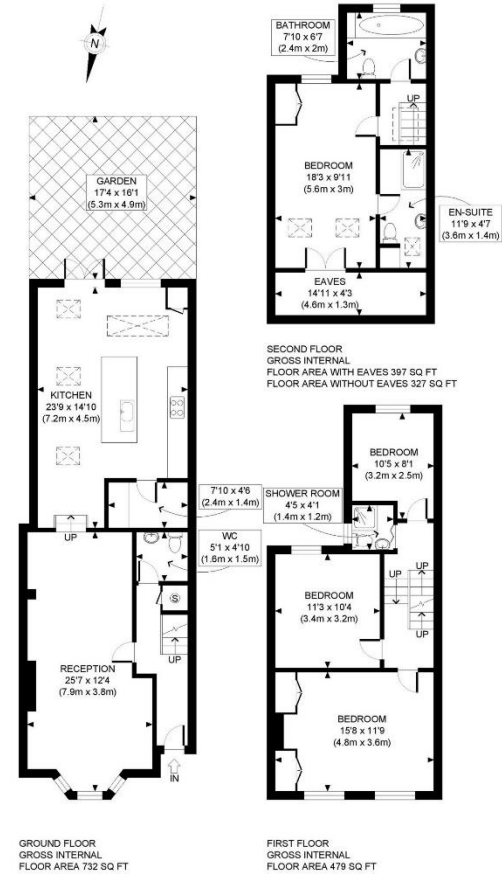 N
GARDEN
17'4 x 16'1
(5.3m x 4.9m)
KITCHEN
23'9 x 14'10
(7.2m x 4.5m)
UP
7'10 x 4'6
(2.4m x 1.4m)
WC
5'1 x 4'10
(1.6m x 1.5m)
S
UP
RECEPTION
25'7 x 12'4
(7.9m x 3.8m)
IN
GROUND FLOOR
GROSS INTERNAL
FLOOR AREA 732 SQ FT
BATHROOM
7'10 x 6'7
(2.4m x 2m)
UP
BEDROOM
18'3 x 9'11
(5.6m x 3m)
EN-SUITE
11'9 x 4'7
(3.6m x 1.4m)
EAVES
14'11 x 4'3
(4.6m x 1.3m)
SECOND FLOOR
GROSS INTERNAL
FLOOR AREA WITH EAVES 397 SQ FT
FLOOR AREA WITHOUT EAVES 327 SQ FT
BEDROOM
10'5 x 8'1
(3.2m x 2.5m)
SHOWER ROOM
4'5 x 4'1
(1.4m x 1.2m)
UP
UP
UP
BEDROOM
11'3 x 10'4
(3.4m x 3.2m)
BEDROOM
15'8 x 11'9
(4.8m x 3.6m)
FIRST FLOOR
GROSS INTERNAL
FLOOR AREA 479 SQ FT